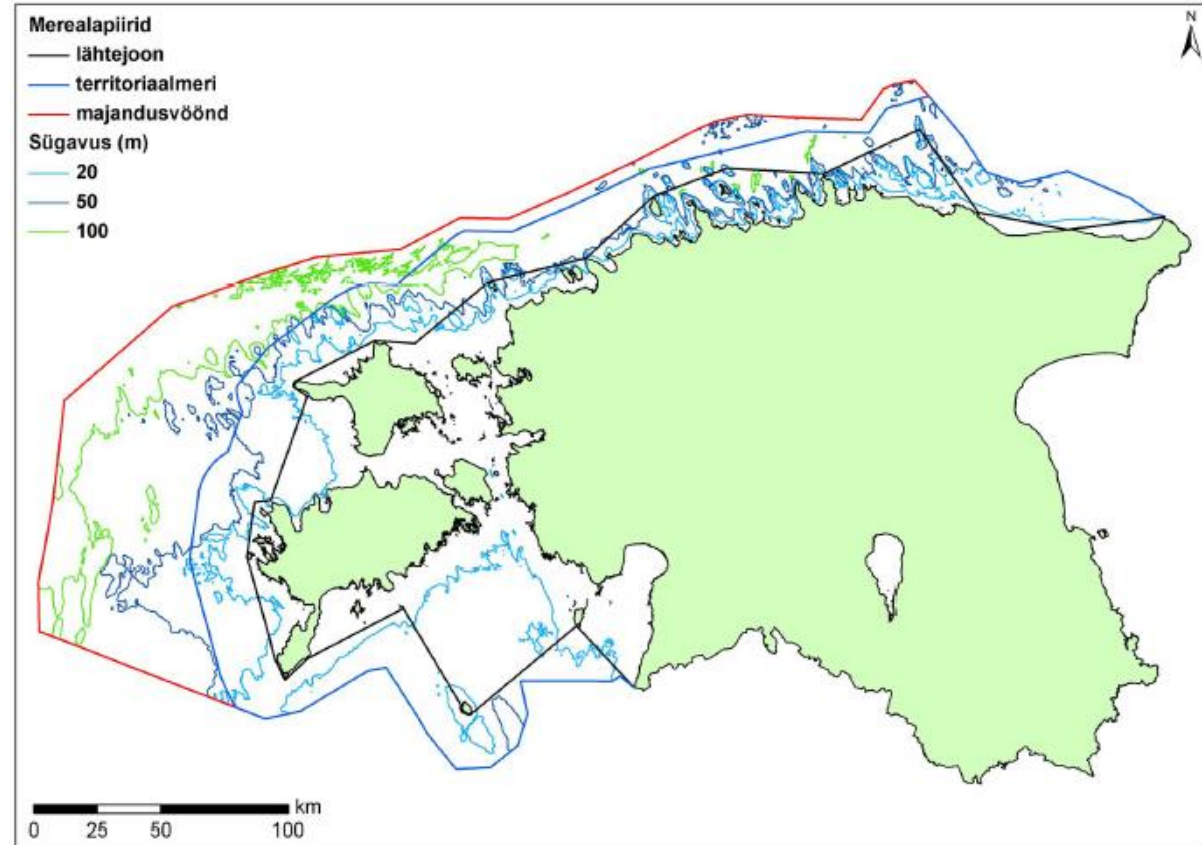 Merealapiirid
lähtejoon
territoriaalmeri
majandusvöönd
Sügavus (m)
20
50
100
N
km
0 25 50 100